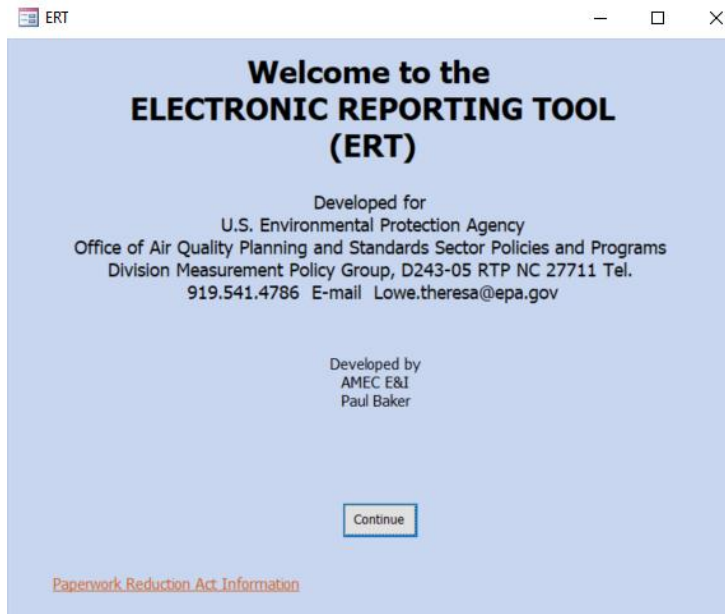 ERT
Welcome to the
ELECTRONIC REPORTING TOOL
(ERT)
Developed for
U.S. Environmental Protection Agency
Office of Air Quality Planning and Standards Sector Policies and Programs
Division Measurement Policy Group, D243-05 RTP NC 27711 Tel.
919.541.4786 E-mail Lowe.theresa@epa.gov
Developed by
AMEC E&I
Paul Baker
Continue
Paperwork Reduction Act Information